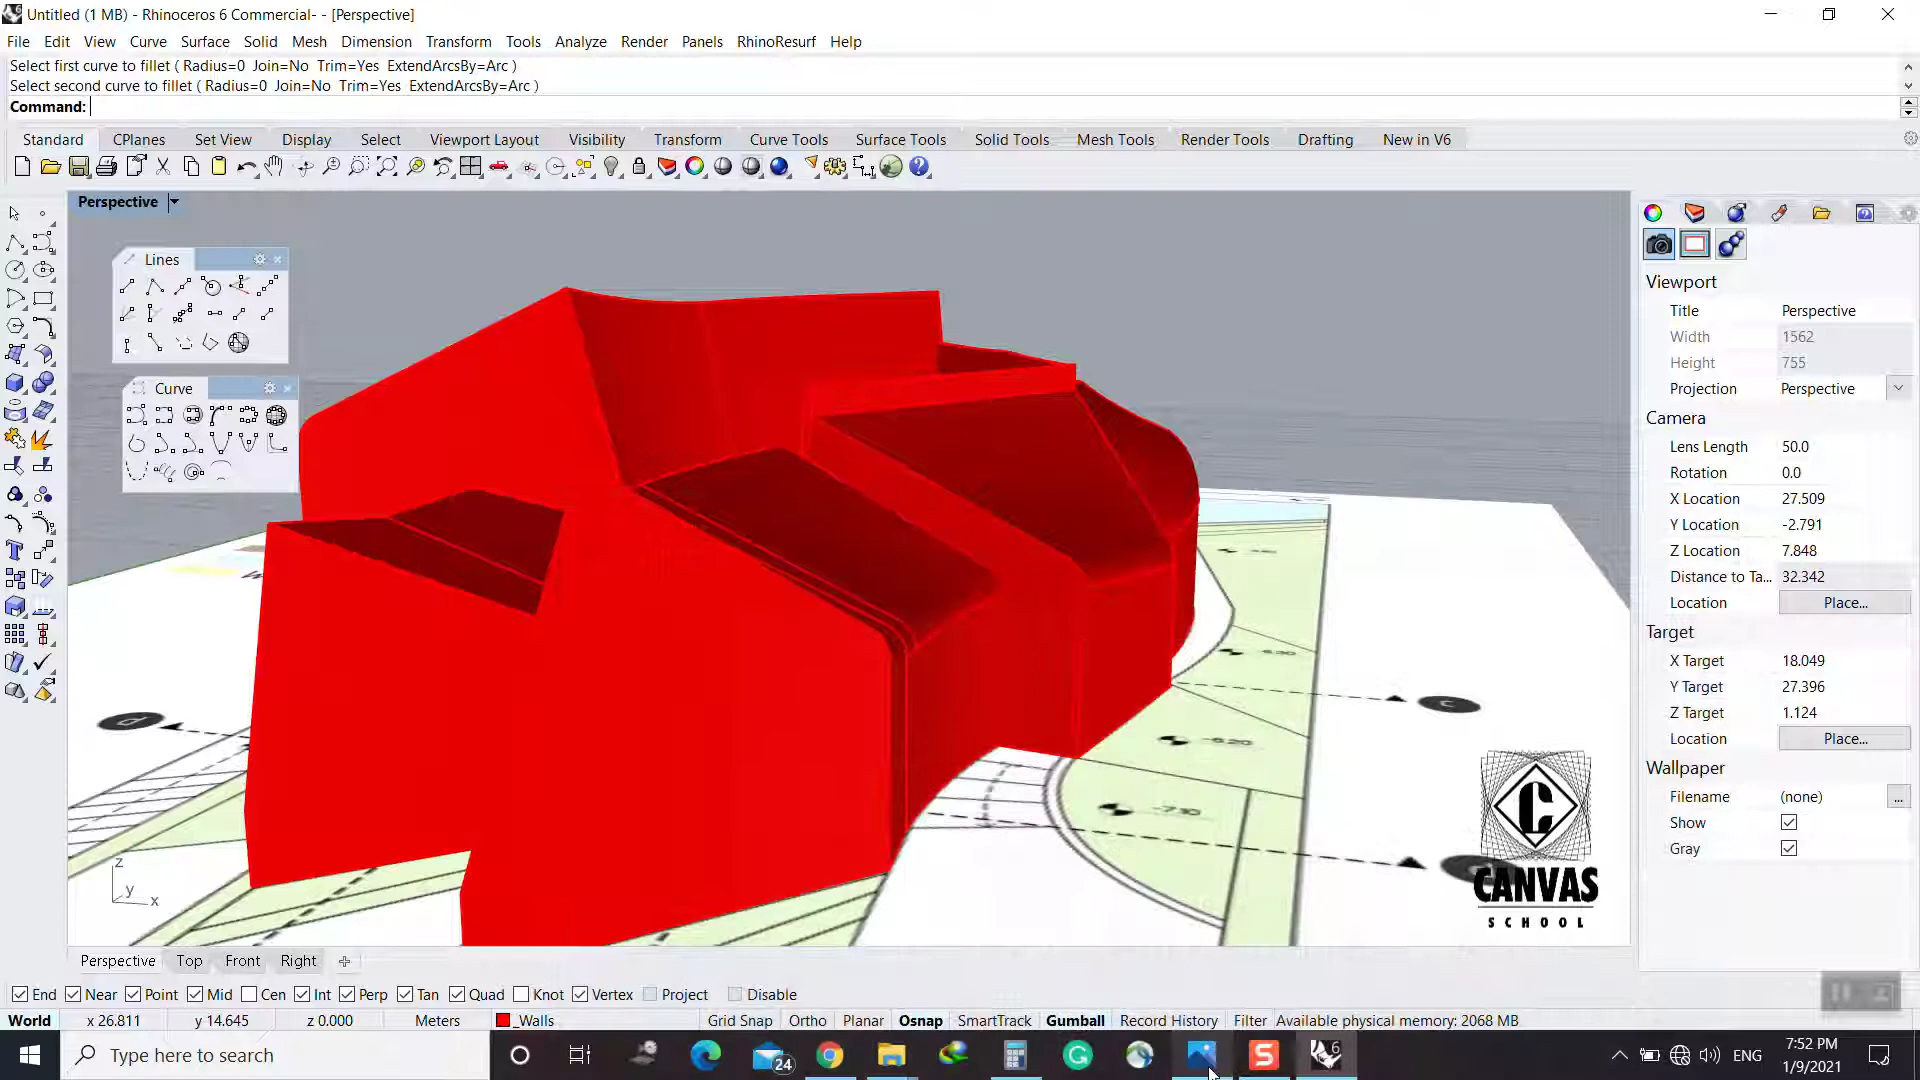 Untitled (1 MB) - Rhinoceros 6 Commercial- - [Perspective]
File Edit View Curve Surface Solid Mesh Dimension Transform Tools Analyze Render Panels RhinoResurf Help
Select first curve to fillet ( Radius=0 Join=No Trim=Yes ExtendArcsBy=Arc )
Select second curve to fillet ( Radius=0 Join=No Trim=Yes ExtendArcsBy=Arc )
Command:
Standard CPlanes Set View Display Select Viewport Layout Visibility Transform Curve Tools Surface Tools Solid Tools Mesh Tools Render Tools Drafting New in V6
Perspective
Lines
Curve
Viewport
Title Perspective
Width 1562
Height 755
Projection Perspective
Camera
Lens Length 50.0
Rotation 0.0
X Location 27.509
Y Location -2.791
Z Location 7.848
Distance to Ta... 32.342
Location Place...
Target
X Target 18.049
Y Target 27.396
Z Target 1.124
Location Place...
Wallpaper
Filename (none) ...
Show
Gray
-6.20
-7.10
z
y
x
C
CANVAS
SCHOOL
Perspective Top Front Right
End Near Point Mid Cen Int Perp Tan Quad Knot Vertex Project Disable
World x 26.811 y 14.645 z 0.000 Meters _Walls Grid Snap Ortho Planar Osnap SmartTrack Gumball Record History Filter Available physical memory: 2068 MB
Type here to search
24
S
6
ENG
7:52 PM
1/9/2021